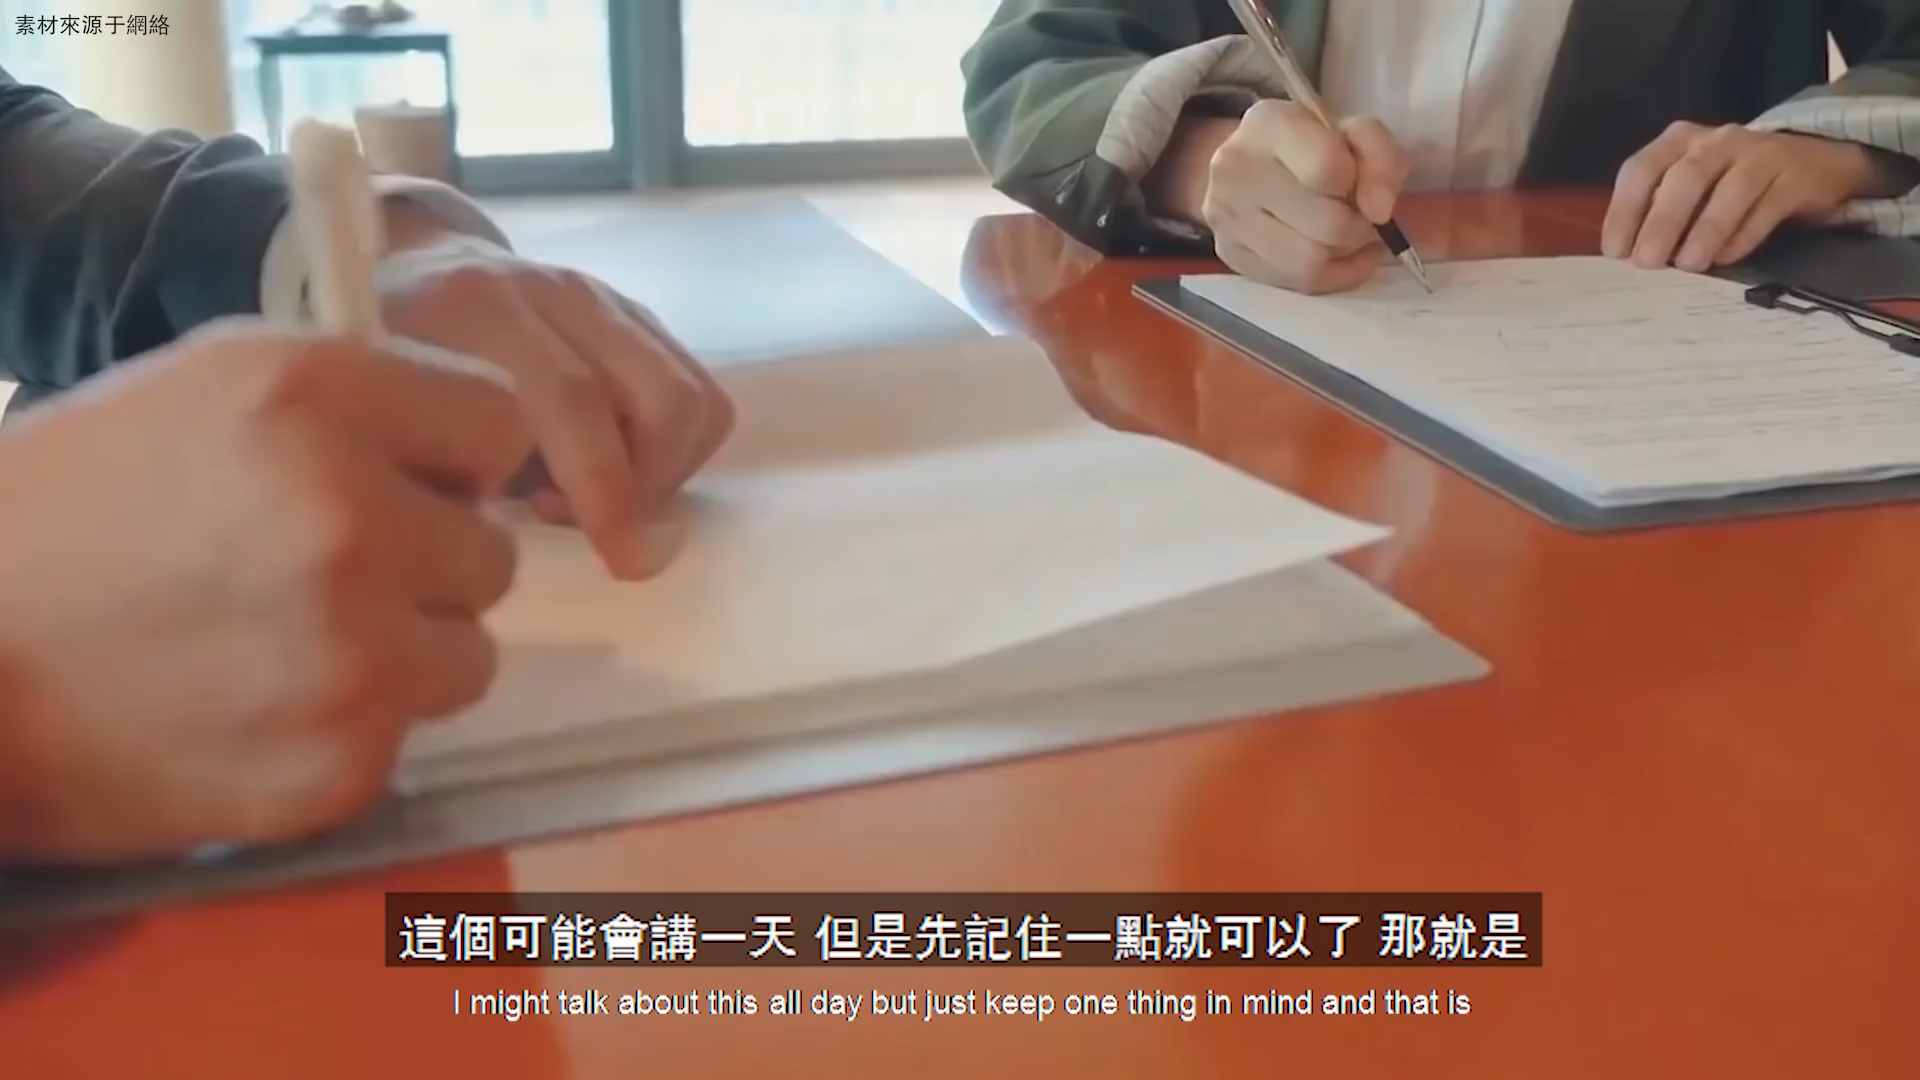 素材來源于網絡
這個可能會講一天 但是先記住一點就可以了 那就是
I might talk about this all day but just keep one thing in mind and that is